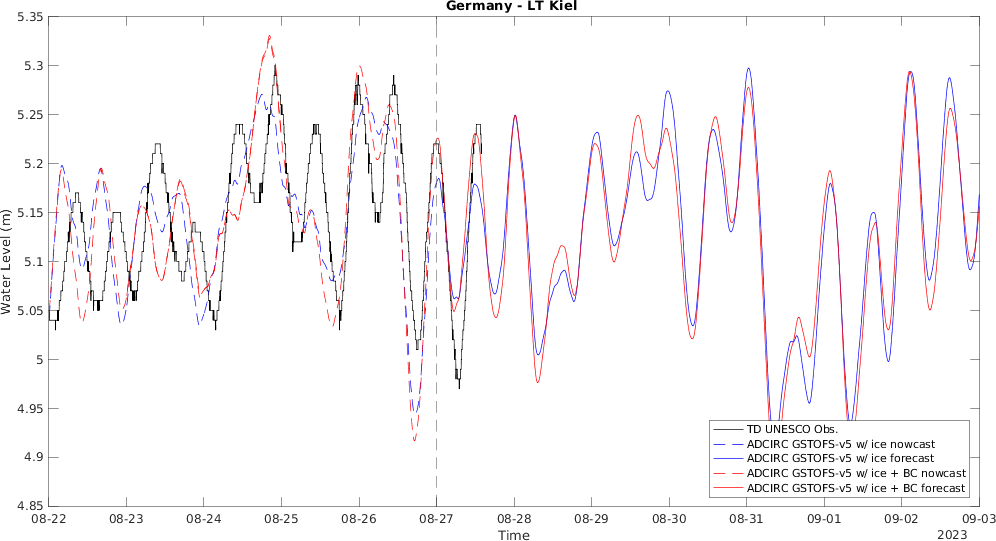 Germany - LT Kiel
5.35
5.3
5.25
5.2
5.15
5.1
5.05
5
4.95
4.9
4.85
Water Level (m)
TD UNESCO Obs.
ADCIRC GSTOFS-v5 w/ ice nowcast
ADCIRC GSTOFS-v5 w/ ice forecast
ADCIRC GSTOFS-v5 w/ ice + BC nowcast
ADCIRC GSTOFS-v5 w/ ice + BC forecast
08-22 08-23 08-24 08-25 08-26 08-27 08-28 08-29 08-30 08-31 09-01 09-02 09-03
Time
2023